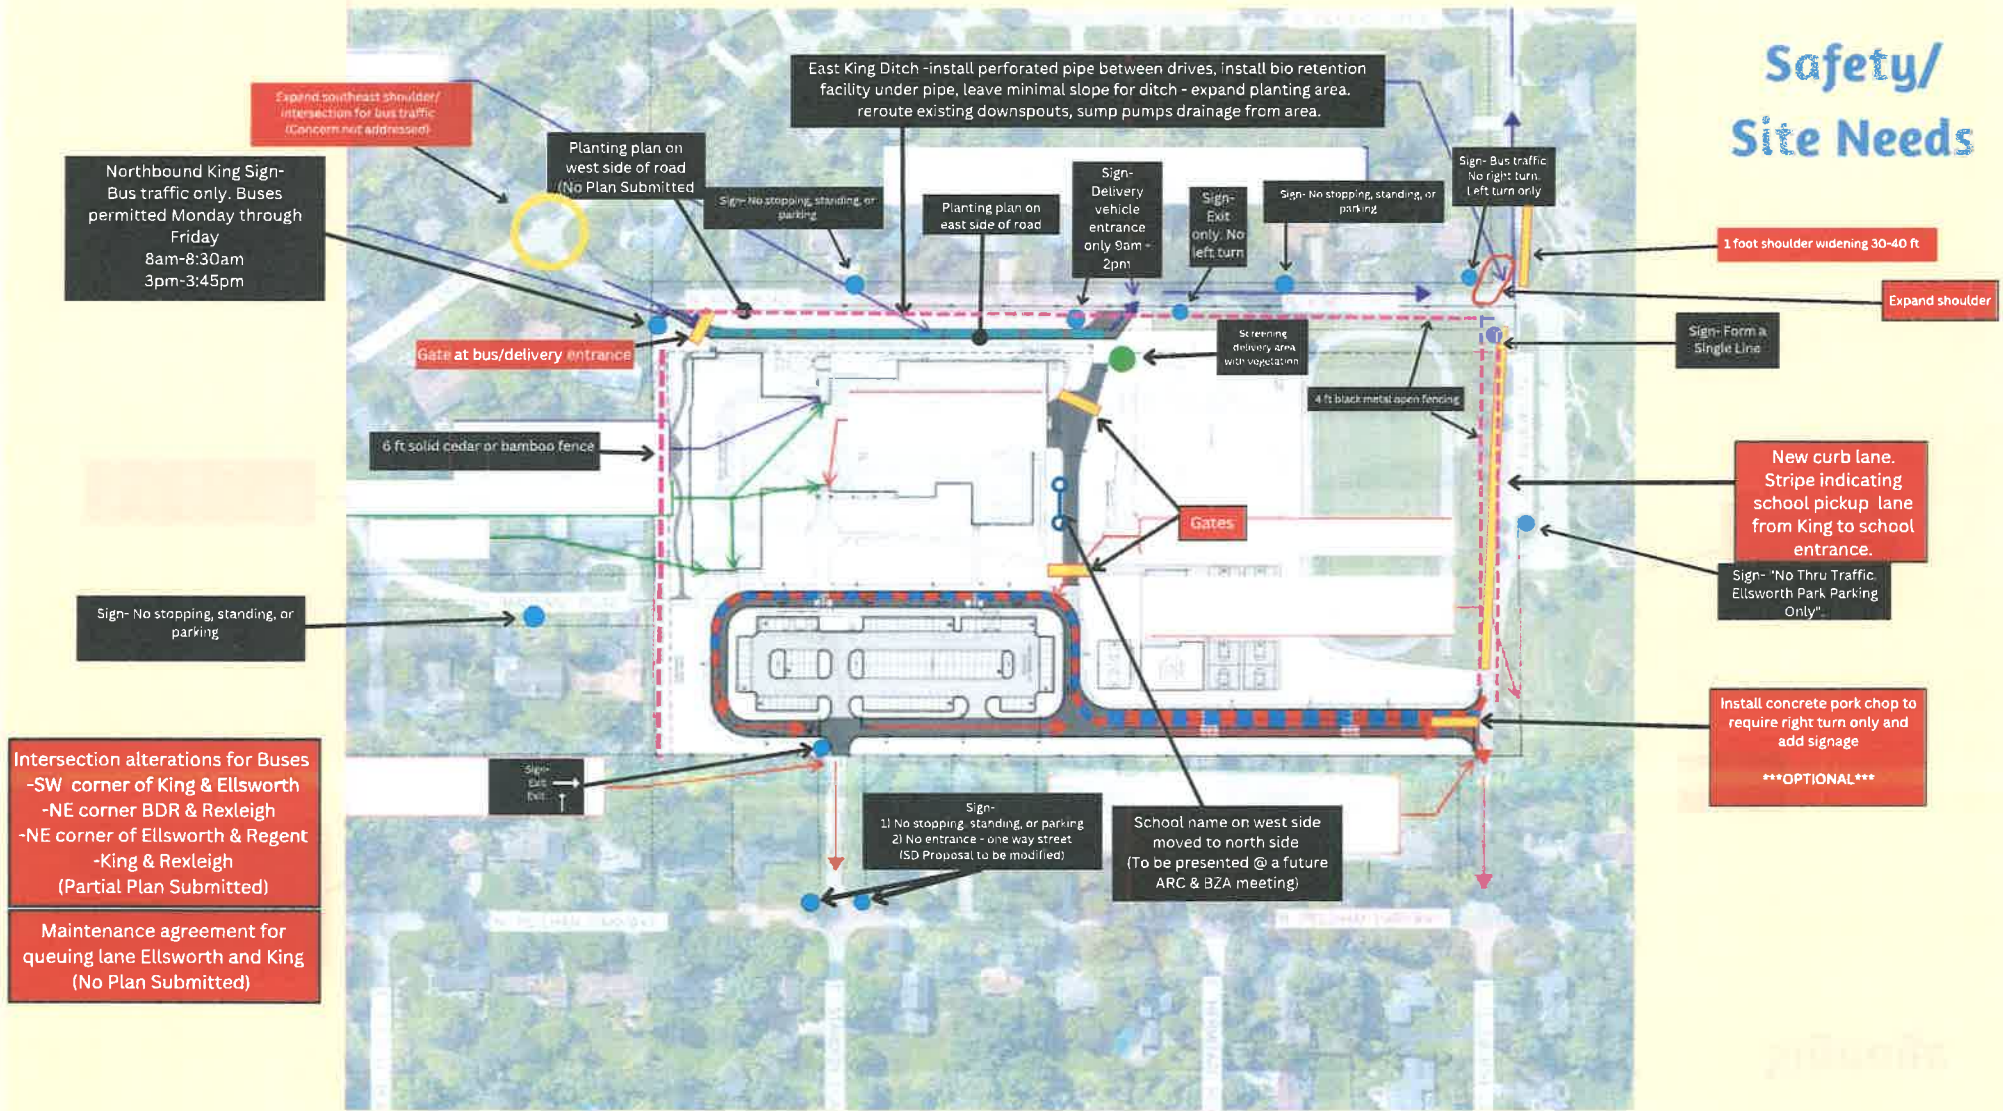 Safety/
Site Needs
Expand southeast shoulder/
intersection for bus traffic
(Concern not addressed)
East King Ditch -install perforated pipe between drives, install bio retention
facility under pipe, leave minimal slope for ditch - expand planting area.
reroute existing downspouts, sump pumps drainage from area.
Northbound King Sign-
Bus traffic only. Buses
permitted Monday through
Friday
8am-8:30am
3pm-3:45pm
Planting plan on
west side of road
(No Plan Submitted
Sign- No stopping, standing, or
parking
Planting plan on
east side of road
Sign-
Delivery
vehicle
entrance
only 9am -
2pm
Sign-
Exit
only. No
left turn
Sign- No stopping, standing, or
parking
Sign- Bus traffic
No right turn.
Left turn only
1 foot shoulder widening 30-40 ft
Expand shoulder
Sign- Form a
Single Line
Gate at bus/delivery entrance
Screening
delivery area
with vegetation
4 ft black metal open fencing
6 ft solid cedar or bamboo fence
Gates
New curb lane.
Stripe indicating
school pickup lane
from King to school
entrance.
Sign- "No Thru Traffic.
Ellsworth Park Parking
Only".
Sign- No stopping, standing, or
parking
Install concrete pork chop to
require right turn only and
add signage
***OPTIONAL***
Intersection alterations for Buses
-SW corner of King & Ellsworth
-NE corner BDR & Rexleigh
-NE corner of Ellsworth & Regent
-King & Rexleigh
(Partial Plan Submitted)
Sign-
Exit →
Exit ↑
Sign-
1) No stopping, standing, or parking
2) No entrance - one way street
(SD Proposal to be modified)
School name on west side
moved to north side
(To be presented @ a future
ARC & BZA meeting)
Maintenance agreement for
queuing lane Ellsworth and King
(No Plan Submitted)